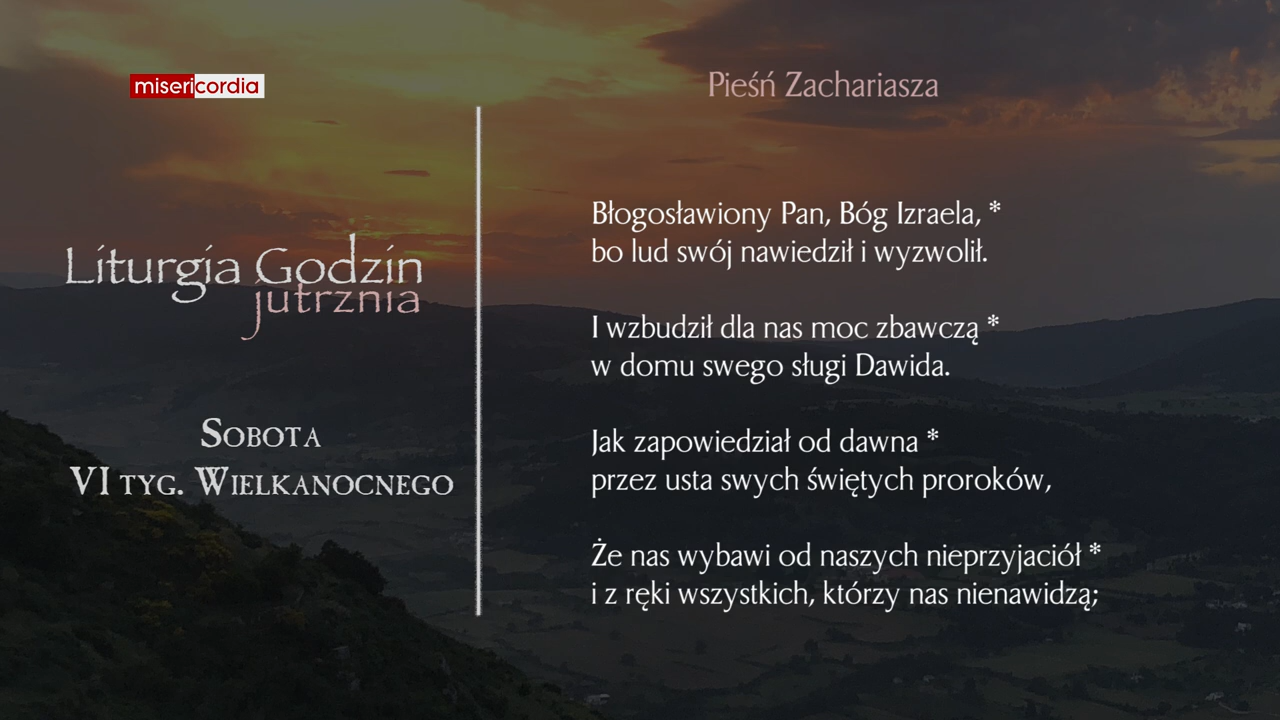 misericordia
Liturgia Godzin
jutrznia
Sobota
VI tyg. Wielkanocnego
Pieśń Zachariasza
Błogosławiony Pan, Bóg Izraela, *
bo lud swój nawiedził i wyzwolił.
I wzbudził dla nas moc zbawczą *
w domu swego sługi Dawida.
Jak zapowiedział od dawna *
przez usta swych świętych proroków,
Że nas wybawi od naszych nieprzyjaciół *
i z ręki wszystkich, którzy nas nienawidzą;